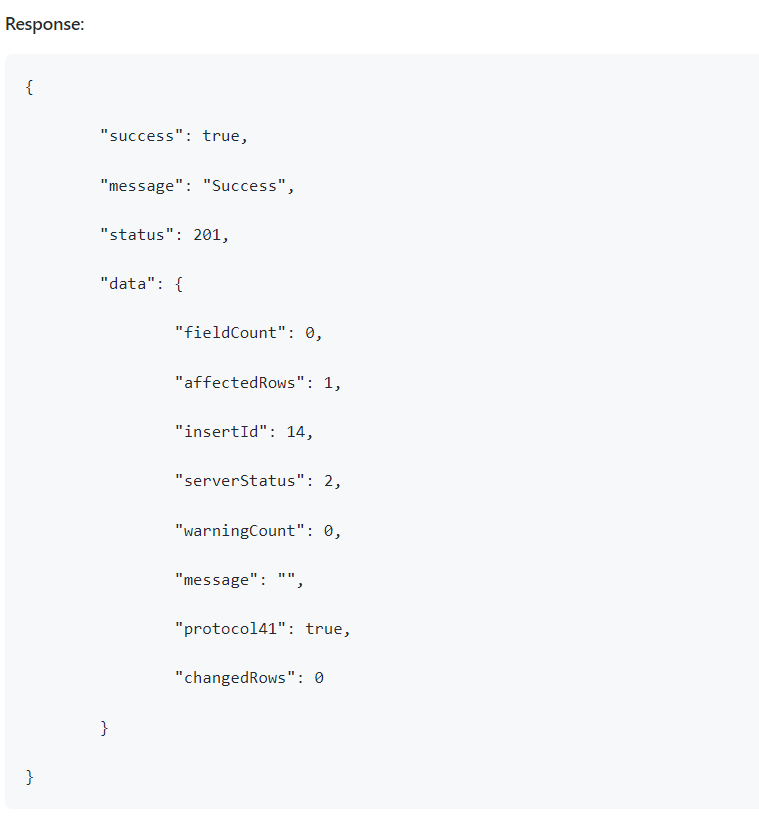 Response:
{
"success": true,
"message": "Success",
"status": 201,
"data": {
"fieldCount": 0,
"affectedRows": 1,
"insertId": 14,
"serverStatus": 2,
"warningCount": 0,
"message": "",
"protocol41": true,
"changedRows": 0
}
}